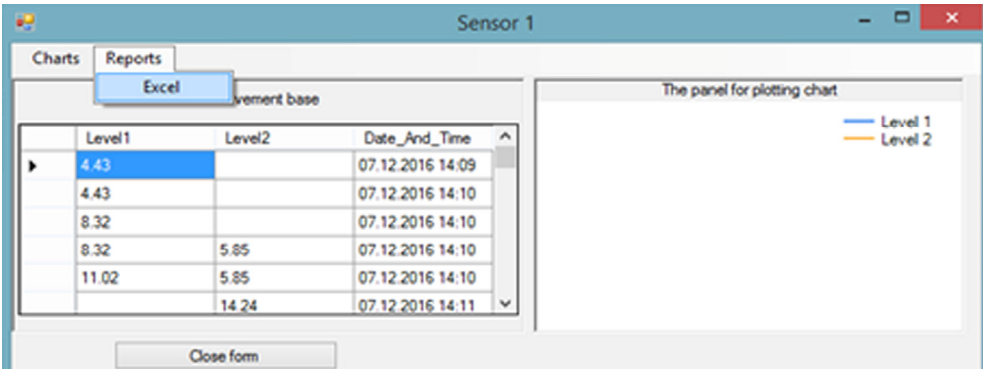 Sensor 1
Charts Reports
Excel
vement base
Level1 Level2 Date_And_Time
4.43 07.12.2016 14:09
4.43 07.12.2016 14:10
8.32 07.12.2016 14:10
8.32 5.85 07.12.2016 14:10
11.02 5.85 07.12.2016 14:10
14.24 07.12.2016 14:11
Close form
The panel for plotting chart
Level 1
Level 2